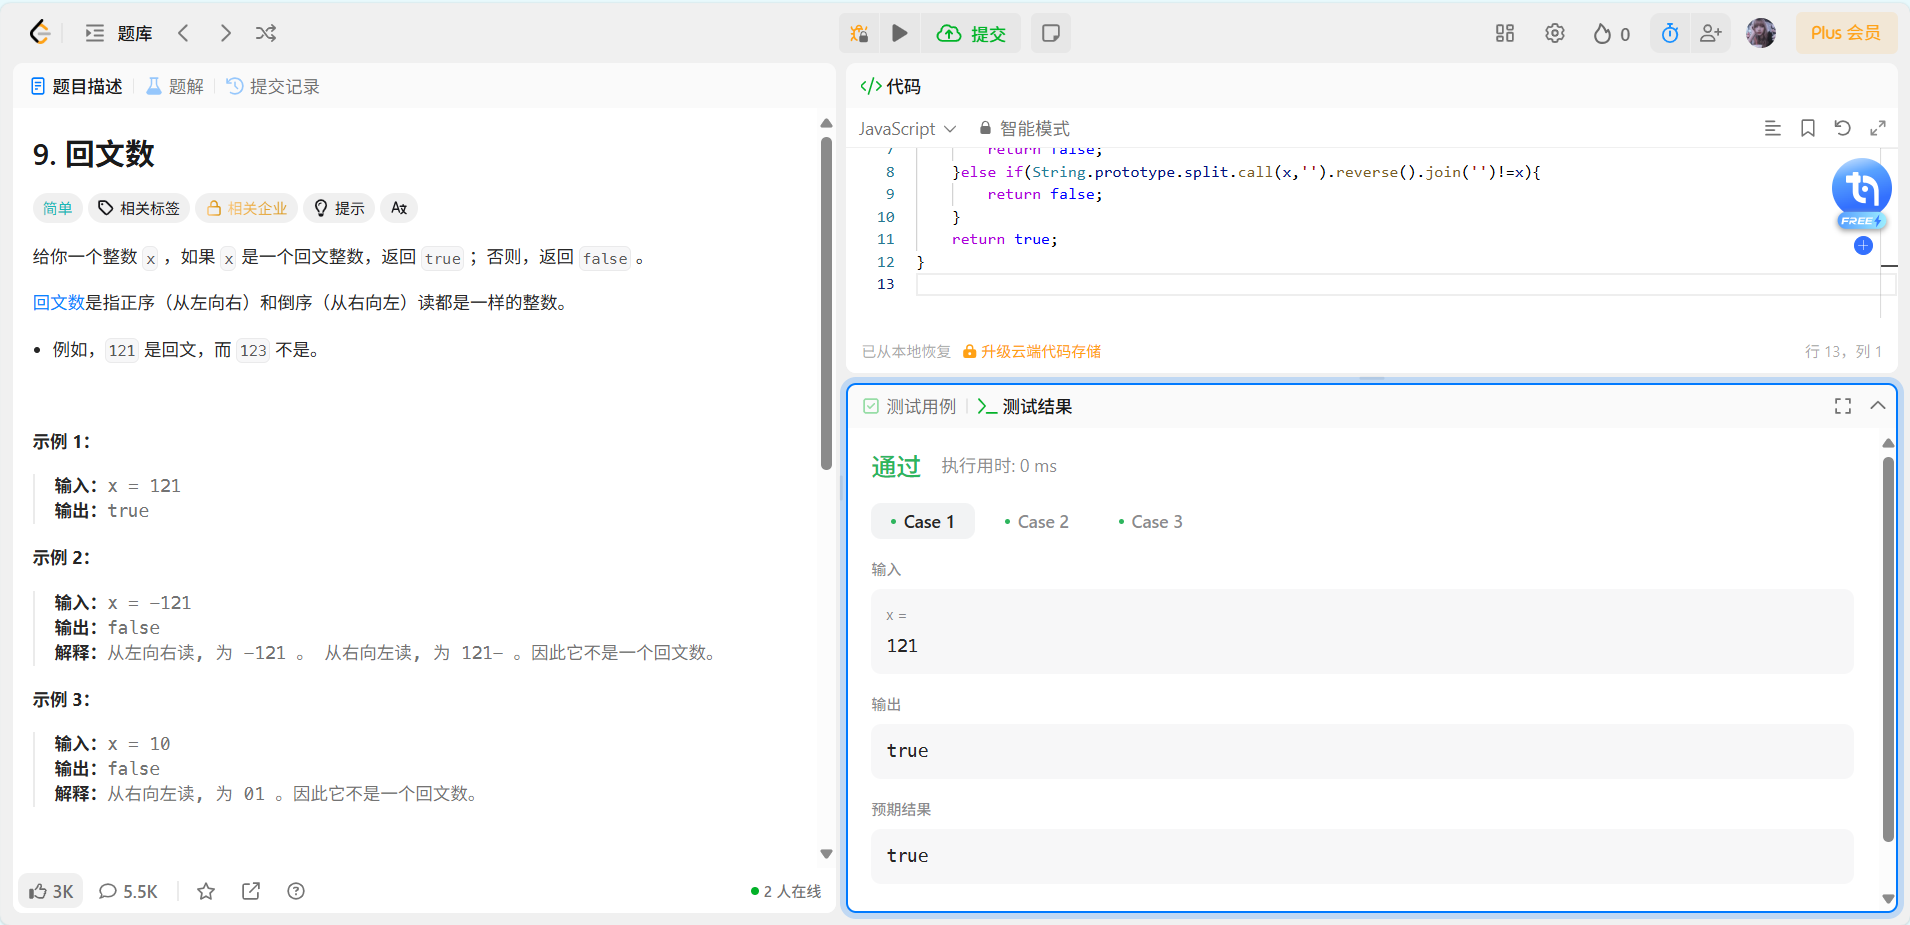 题库
提交
0
Plus 会员
题目描述
题解
提交记录
9. 回文数
简单
相关标签
相关企业
提示
给你一个整数 x ，如果 x 是一个回文整数，返回 true ；否则，返回 false 。
回文数是指正序（从左向右）和倒序（从右向左）读都是一样的整数。
例如，121 是回文，而 123 不是。
示例 1：
输入：x = 121
输出：true
示例 2：
输入：x = -121
输出：false
解释：从左向右读, 为 -121 。 从右向左读, 为 121- 。因此它不是一个回文数。
示例 3：
输入：x = 10
输出：false
解释：从右向左读, 为 01 。因此它不是一个回文数。
3K
5.5K
2 人在线
</> 代码
JavaScript
智能模式
7 return false;
8 }else if(String.prototype.split.call(x,'').reverse().join('')!=x){
9 return false;
10 }
11 return true;
12 }
13
FREE
已从本地恢复
升级云端代码存储
行 13，列 1
测试用例
测试结果
通过
执行用时: 0 ms
Case 1
Case 2
Case 3
输入
x =
121
输出
true
预期结果
true